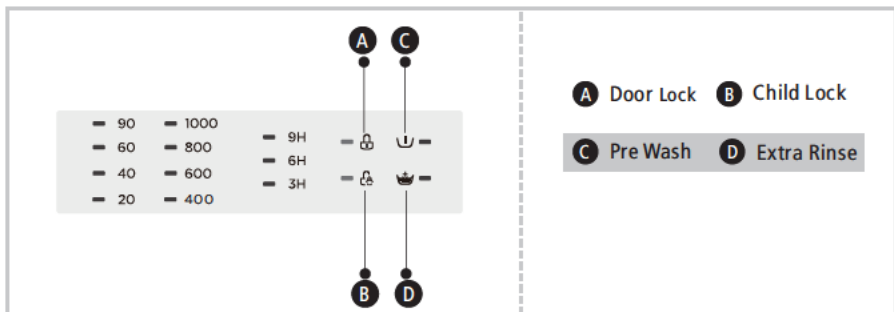 A C
90 1000
9H
60 800
6H
40 600
3H
20 400
B D
A Door Lock B Child Lock
C Pre Wash D Extra Rinse